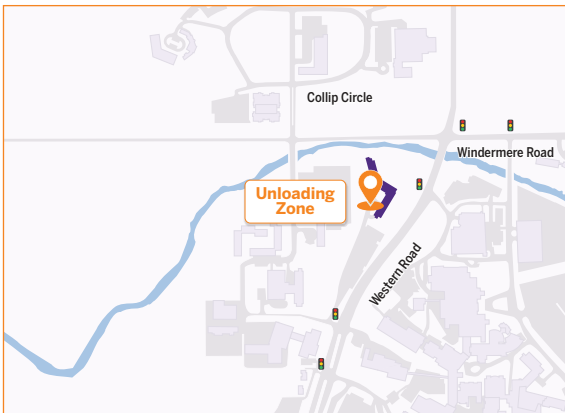 Collip Circle
Windermere Road
Unloading
Zone
Western Road